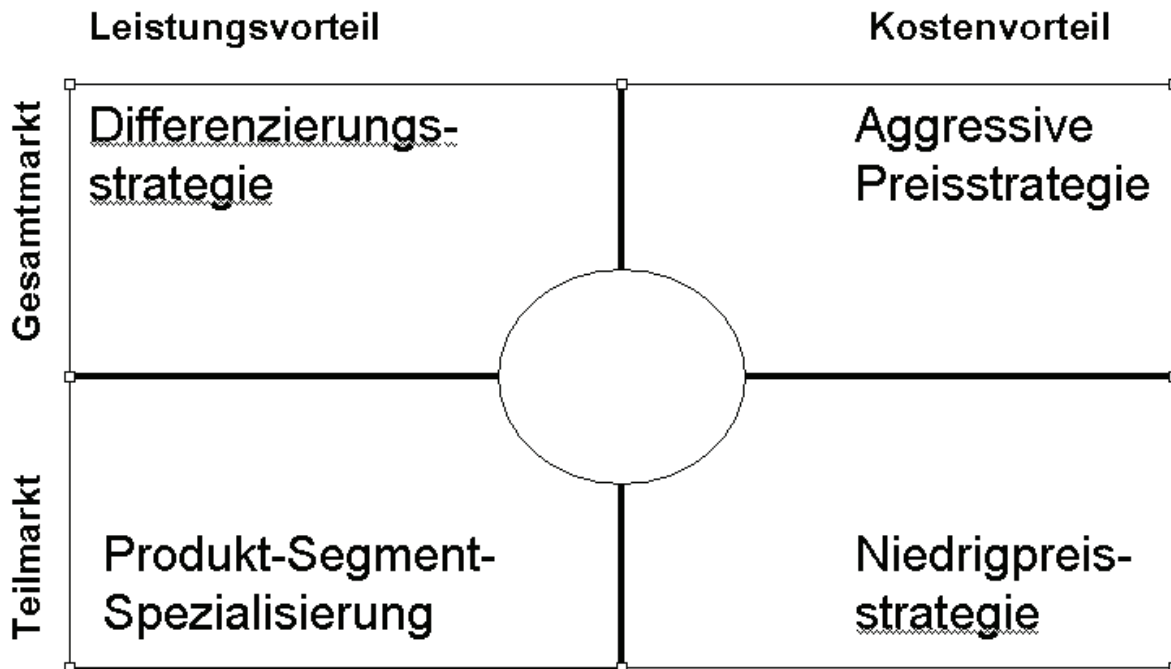 Leistungsvorteil
Kostenvorteil
Gesamtmarkt
Differenzierungs-
strategie
Aggressive
Preisstrategie
Teilmarkt
Produkt-Segment-
Spezialisierung
Niedrigpreis-
strategie